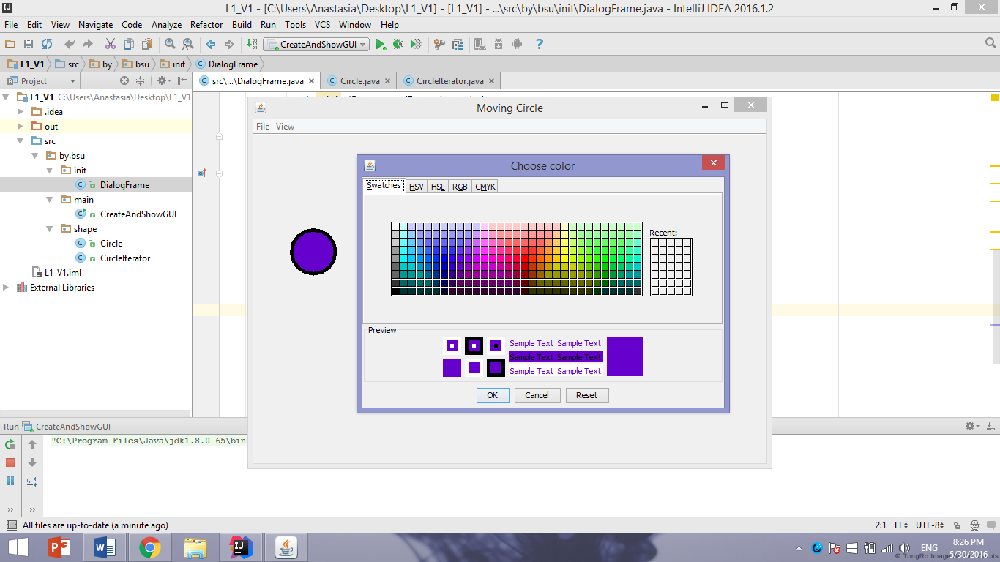 L1_V1 - [C:\Users\Anastasia\Desktop\L1_V1] - [L1_V1] - ...\src\by\bsu\init\DialogFrame.java - IntelliJ IDEA 2016.1.2
File Edit View Navigate Code Analyze Refactor Build Run Tools VCS Window Help
CreateAndShowGUI
L1_V1 src by bsu init DialogFrame
Project
src\...\DialogFrame.java Circle.java CircleIterator.java
L1_V1 C:\Users\Anastasia\Desktop\L1_V1
.idea
out
src
by.bsu
init
DialogFrame
main
CreateAndShowGUI
shape
Circle
CircleIterator
L1_V1.iml
External Libraries
Moving Circle
File View
Choose color
Swatches HSV HSL RGB CMYK
Recent:
Preview
Sample Text Sample Text
Sample Text Sample Text
Sample Text Sample Text
OK Cancel Reset
Run CreateAndShowGUI
"C:\Program Files\Java\jdk1.8.0_65\bin\
All files are up-to-date (a minute ago)
2:1 LF UTF-8
ENG
8:26 PM
5/30/2016
© TongRo Image